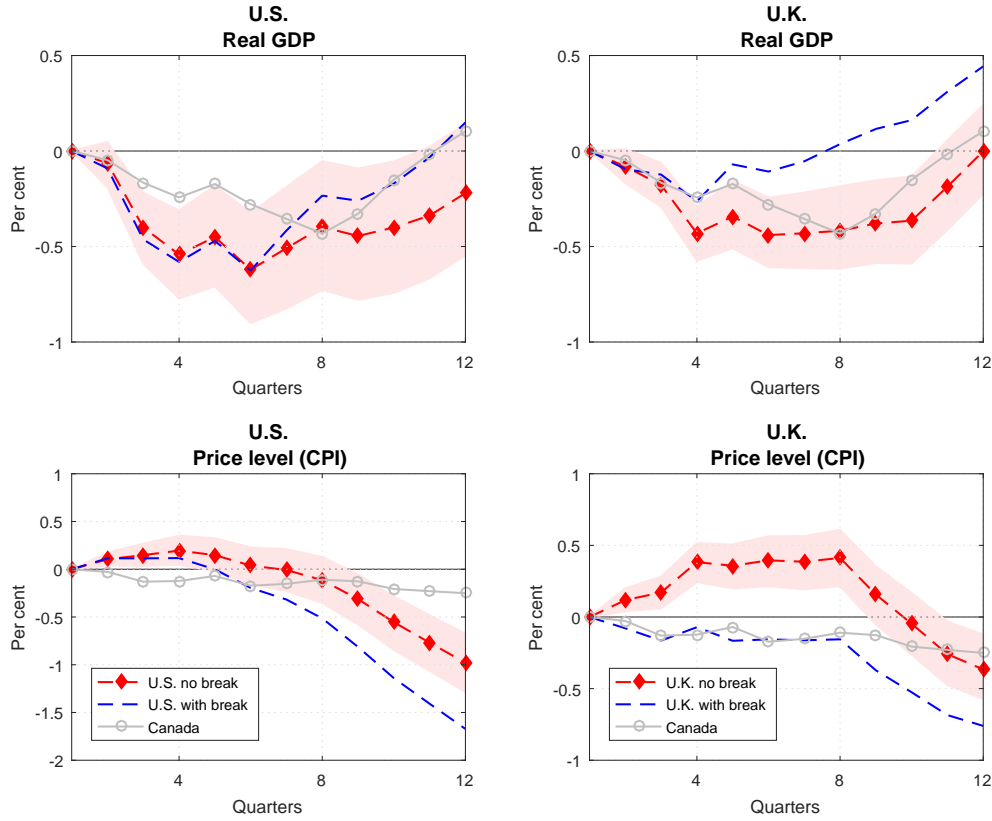 U.S.
Real GDP
0.5
0
-0.5
-1
Per cent
4
8
12
Quarters
U.K.
Real GDP
0.5
0
-0.5
-1
Per cent
4
8
12
Quarters
U.S.
Price level (CPI)
1
0.5
0
-0.5
-1
-1.5
-2
Per cent
U.S. no break
U.S. with break
Canada
4
8
12
Quarters
U.K.
Price level (CPI)
1
0.5
0
-0.5
-1
Per cent
U.K. no break
U.K. with break
Canada
4
8
12
Quarters